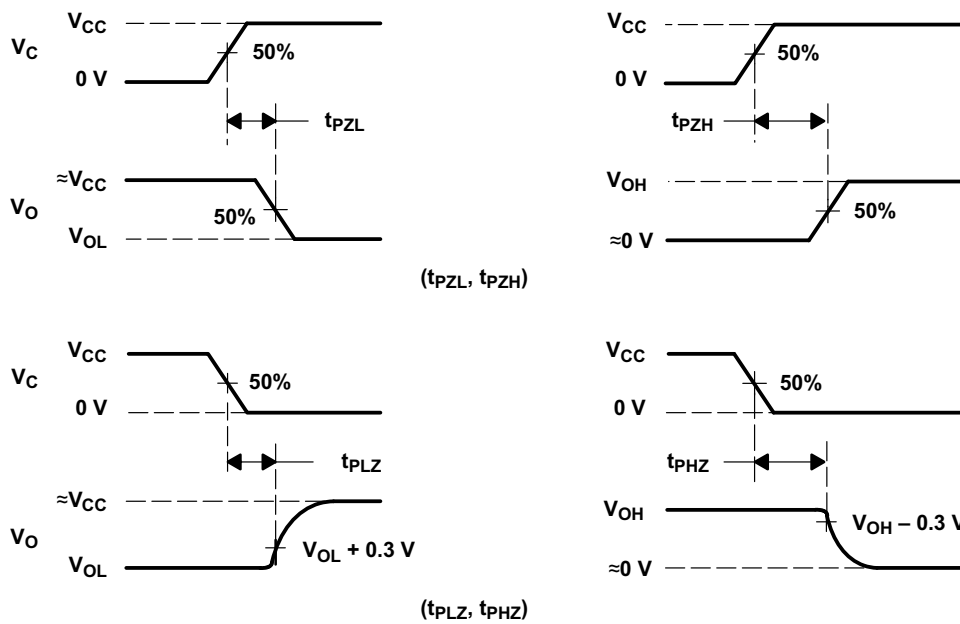 VCC
VCC
VC
50%
50%
0 V
0 V
tPZL
tPZH
≈VCC
VOH
VO
50%
50%
VOL
≈0 V
(tPZL, tPZH)
VCC
VCC
VC
50%
50%
0 V
0 V
tPLZ
tPHZ
≈VCC
VOH
VOH – 0.3 V
VO
VOL + 0.3 V
VOL
≈0 V
(tPLZ, tPHZ)